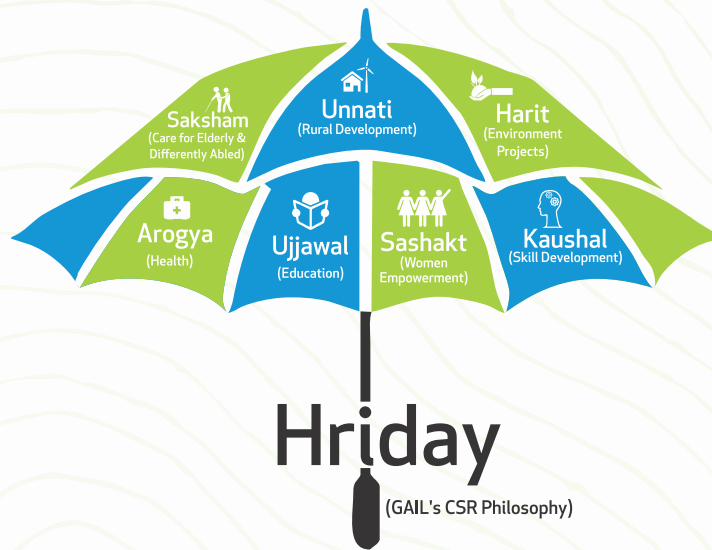 Saksham
(Care for Elderly &
Differently Abled)
Unnati
(Rural Development)
Harit
(Environment
Projects)
Arogya
(Health)
Ujjawal
(Education)
Sashakt
(Women
Empowerment)
Kaushal
(Skill Development)
Hriday
(GAIL's CSR Philosophy)